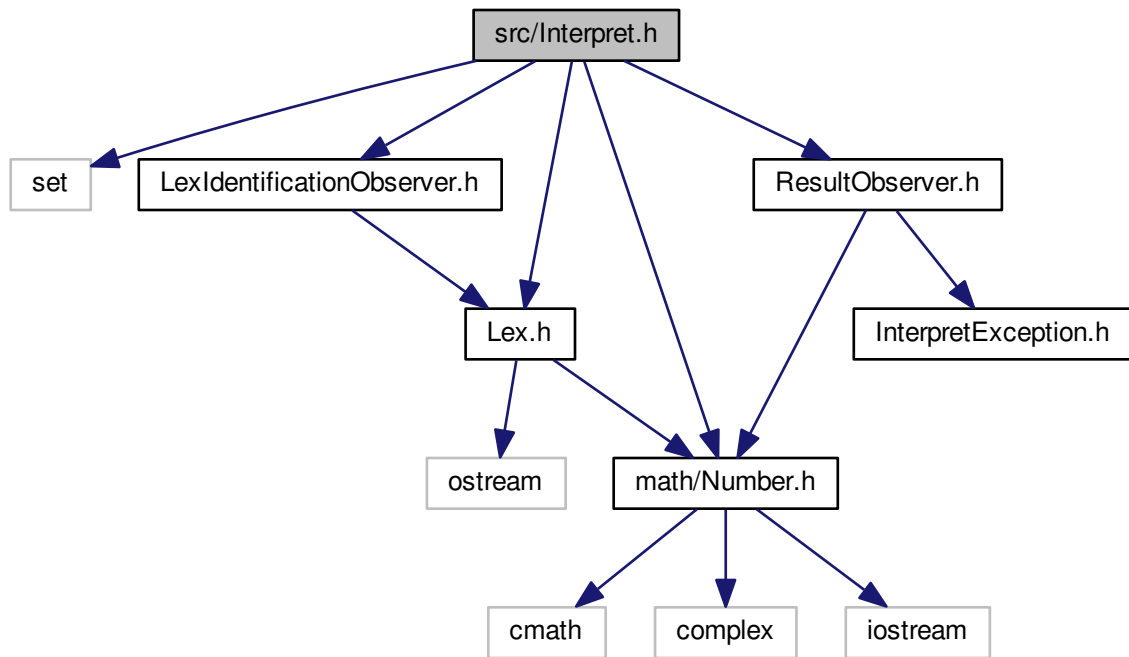 src/Interpret.h
set
LexIdentificationObserver.h
ResultObserver.h
Lex.h
InterpretException.h
ostream
math/Number.h
cmath
complex
iostream